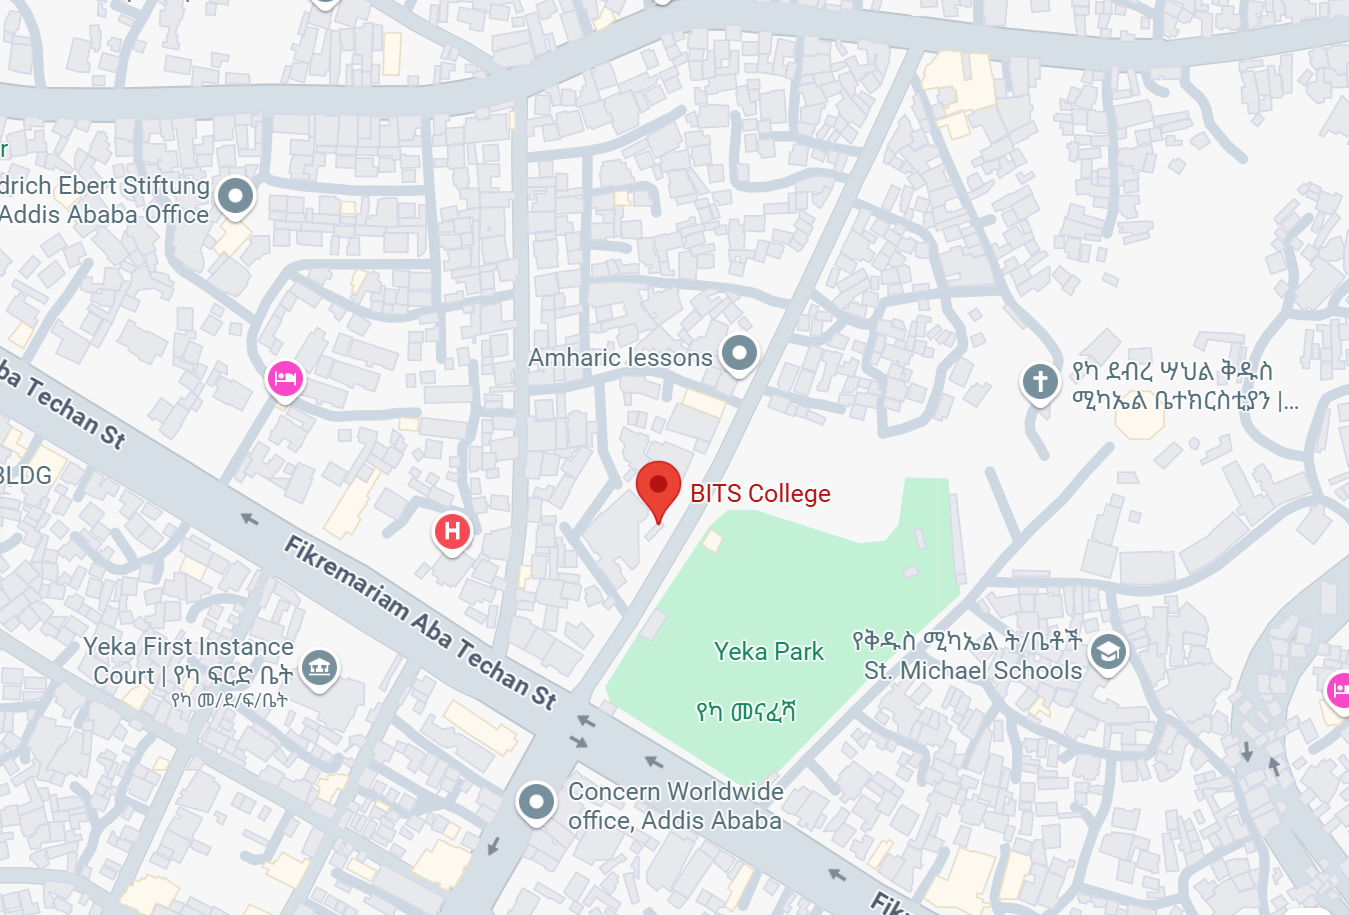 r
drich Ebert Stiftung
Addis Ababa Office
ba Techan St
BLDG
Amharic lessons
የካ ደብረ ሣህል ቅዱስ
ሚካኤል ቤተክርስቲያን |...
BITS College
H
Fikremariam Aba Techan St
Yeka First Instance
Court | የካ ፍርድ ቤት
የካ መ/ደ/ፍ/ቤት
Yeka Park
የካ መናፈሻ
የቅዱስ ሚካኤል ት/ቤቶች
St. Michael Schools
Concern Worldwide
office, Addis Ababa
Fikr